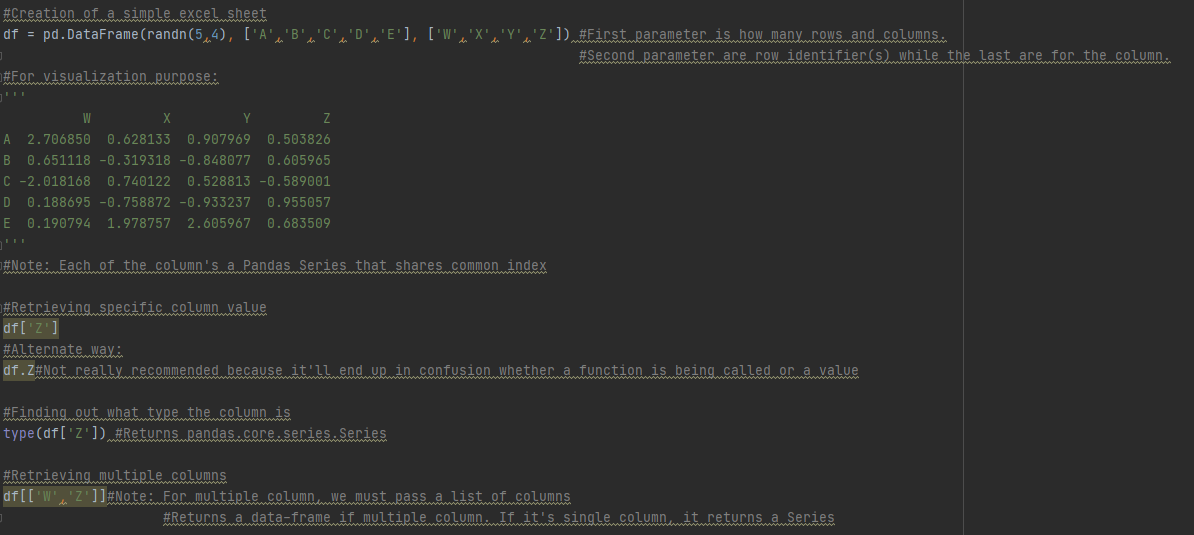 #Creation of a simple excel sheet
df = pd.DataFrame(randn(5,4), ['A','B','C','D','E'], ['W','X','Y','Z']) #First parameter is how many rows and columns.
#Second parameter are row identifier(s) while the last are for the column.
#For visualization purpose:
'''
W X Y Z
A 2.706850 0.628133 0.907969 0.503826
B 0.651118 -0.319318 -0.848077 0.605965
C -2.018168 0.740122 0.528813 -0.589001
D 0.188695 -0.758872 -0.933237 0.955057
E 0.190794 1.978757 2.605967 0.683509
'''
#Note: Each of the column's a Pandas Series that shares common index
#Retrieving specific column value
df['Z']
#Alternate way:
df.Z#Not really recommended because it'll end up in confusion whether a function is being called or a value
#Finding out what type the column is
type(df['Z']) #Returns pandas.core.series.Series
#Retrieving multiple columns
df[['W','Z']]#Note: For multiple column, we must pass a list of columns
#Returns a data-frame if multiple column. If it's single column, it returns a Series